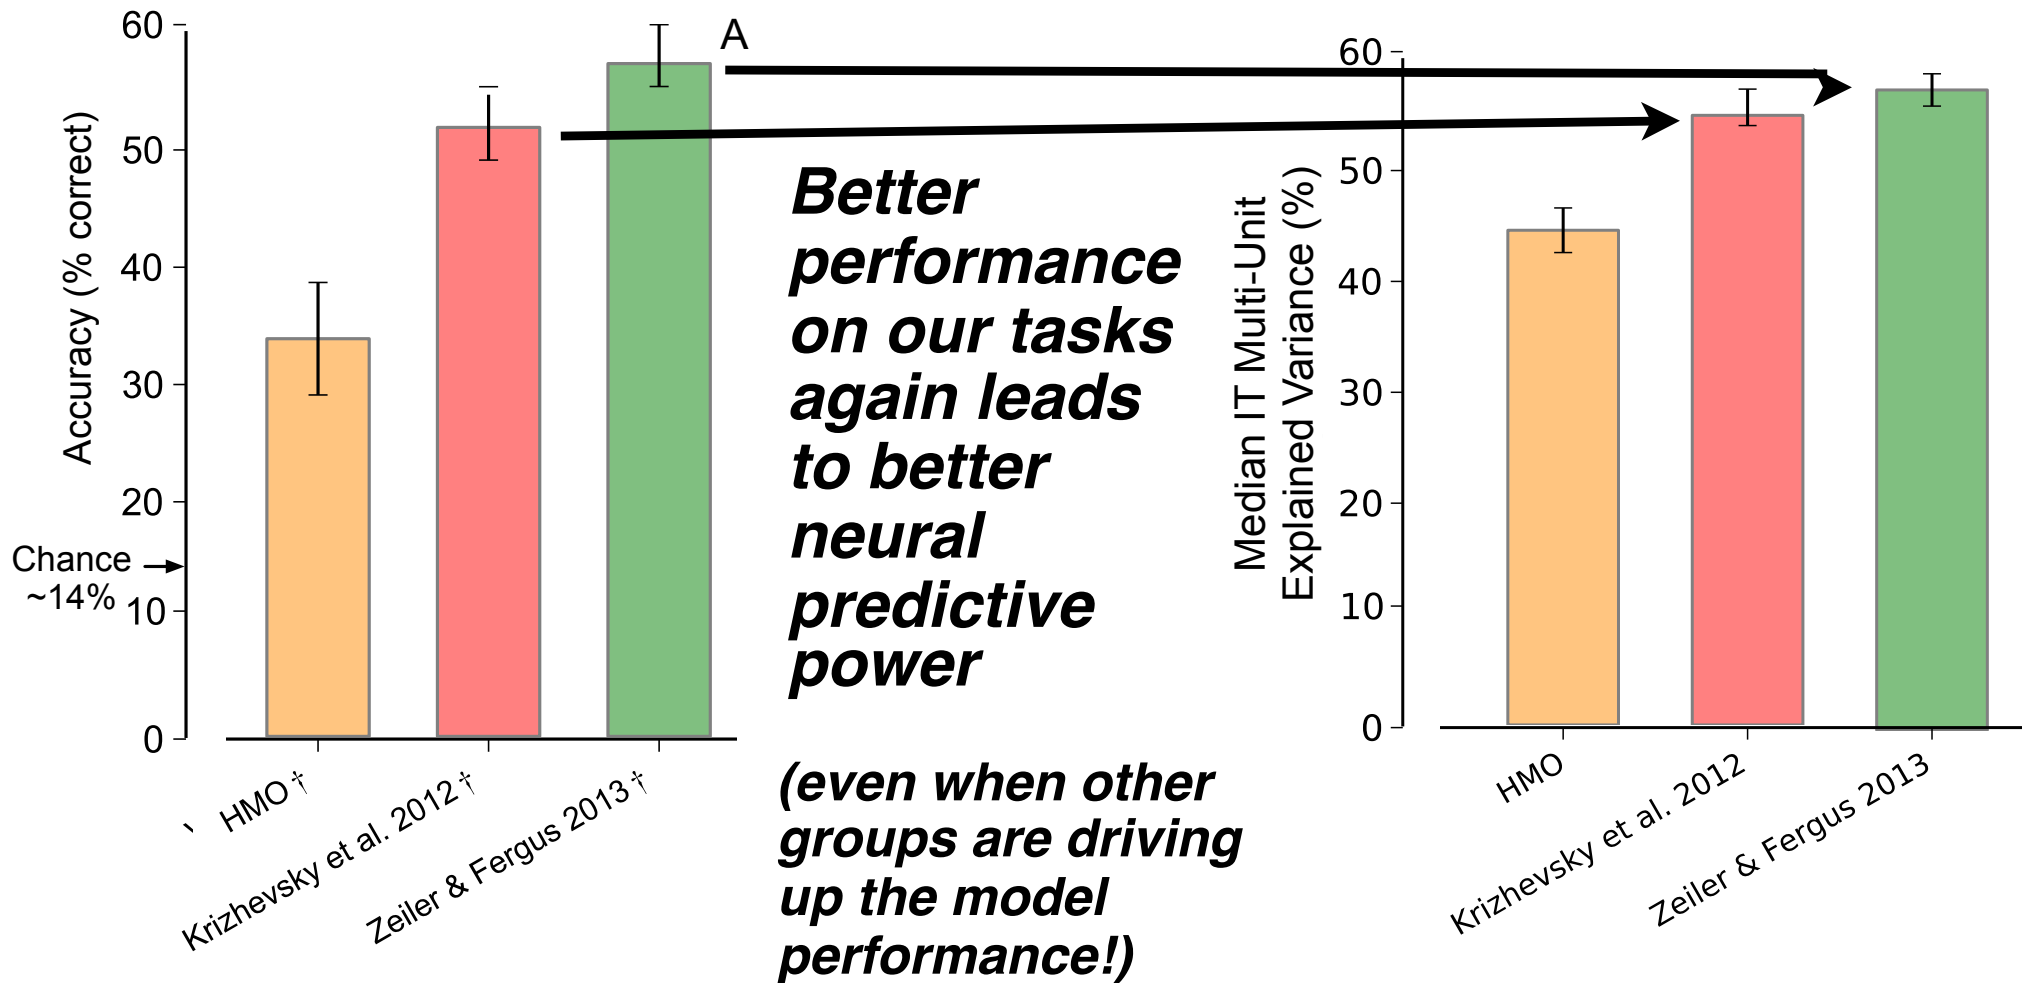 60
50
40
30
20
10
0
Accuracy (% correct)
Chance
~14%
HMO †
Krizhevsky et al. 2012 †
Zeiler & Fergus 2013 †
A
Better
performance
on our tasks
again leads
to better
neural
predictive
power
(even when other
groups are driving
up the model
performance!)
Median IT Multi-Unit
Explained Variance (%)
60
50
40
30
20
10
0
HMO
Krizhevsky et al. 2012
Zeiler & Fergus 2013